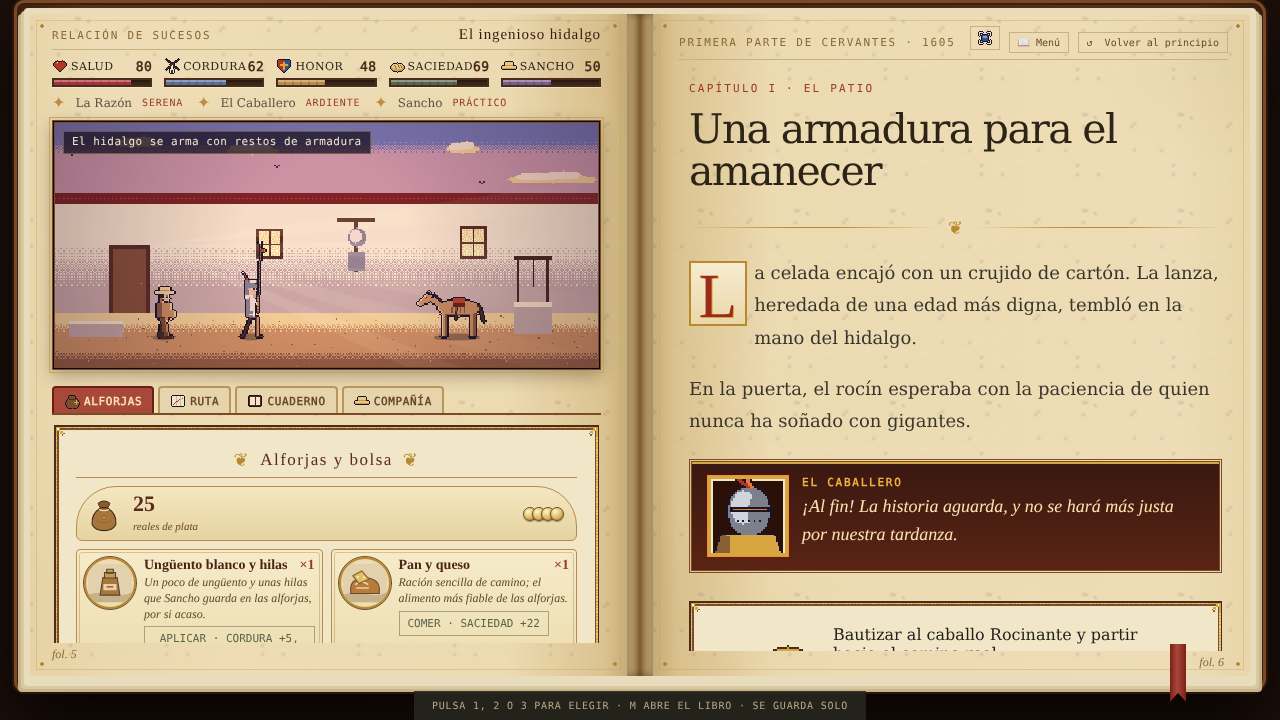 RELACIÓN DE SUCESOS
El ingenioso hidalgo
SALUD 80
CORDURA 62
HONOR 48
SACIEDAD 69
SANCHO 50
La Razón SERENA
El Caballero ARDIENTE
Sancho PRÁCTICO
El hidalgo se arma con restos de armadura
ALFORJAS
RUTA
CUADERNO
COMPAÑÍA
Alforjas y bolsa
25
reales de plata
Ungüento blanco y hilas ×1
Un poco de ungüento y unas hilas
que Sancho guarda en las alforjas,
por si acaso.
APLICAR · CORDURA +5,
Pan y queso ×1
Ración sencilla de camino; el
alimento más fiable de las alforjas.
COMER · SACIEDAD +22
fol. 5
PRIMERA PARTE DE CERVANTES · 1605
Menú
↺ Volver al principio
CAPÍTULO I · EL PATIO
Una armadura para el
amanecer
La celada encajó con un crujido de cartón. La lanza,
heredada de una edad más digna, tembló en la
mano del hidalgo.
En la puerta, el rocín esperaba con la paciencia de quien
nunca ha soñado con gigantes.
EL CABALLERO
¡Al fin! La historia aguarda, y no se hará más justa
por nuestra tardanza.
Bautizar al caballo Rocinante y partir
fol. 6
PULSA 1, 2 O 3 PARA ELEGIR · M ABRE EL LIBRO · SE GUARDA SOLO